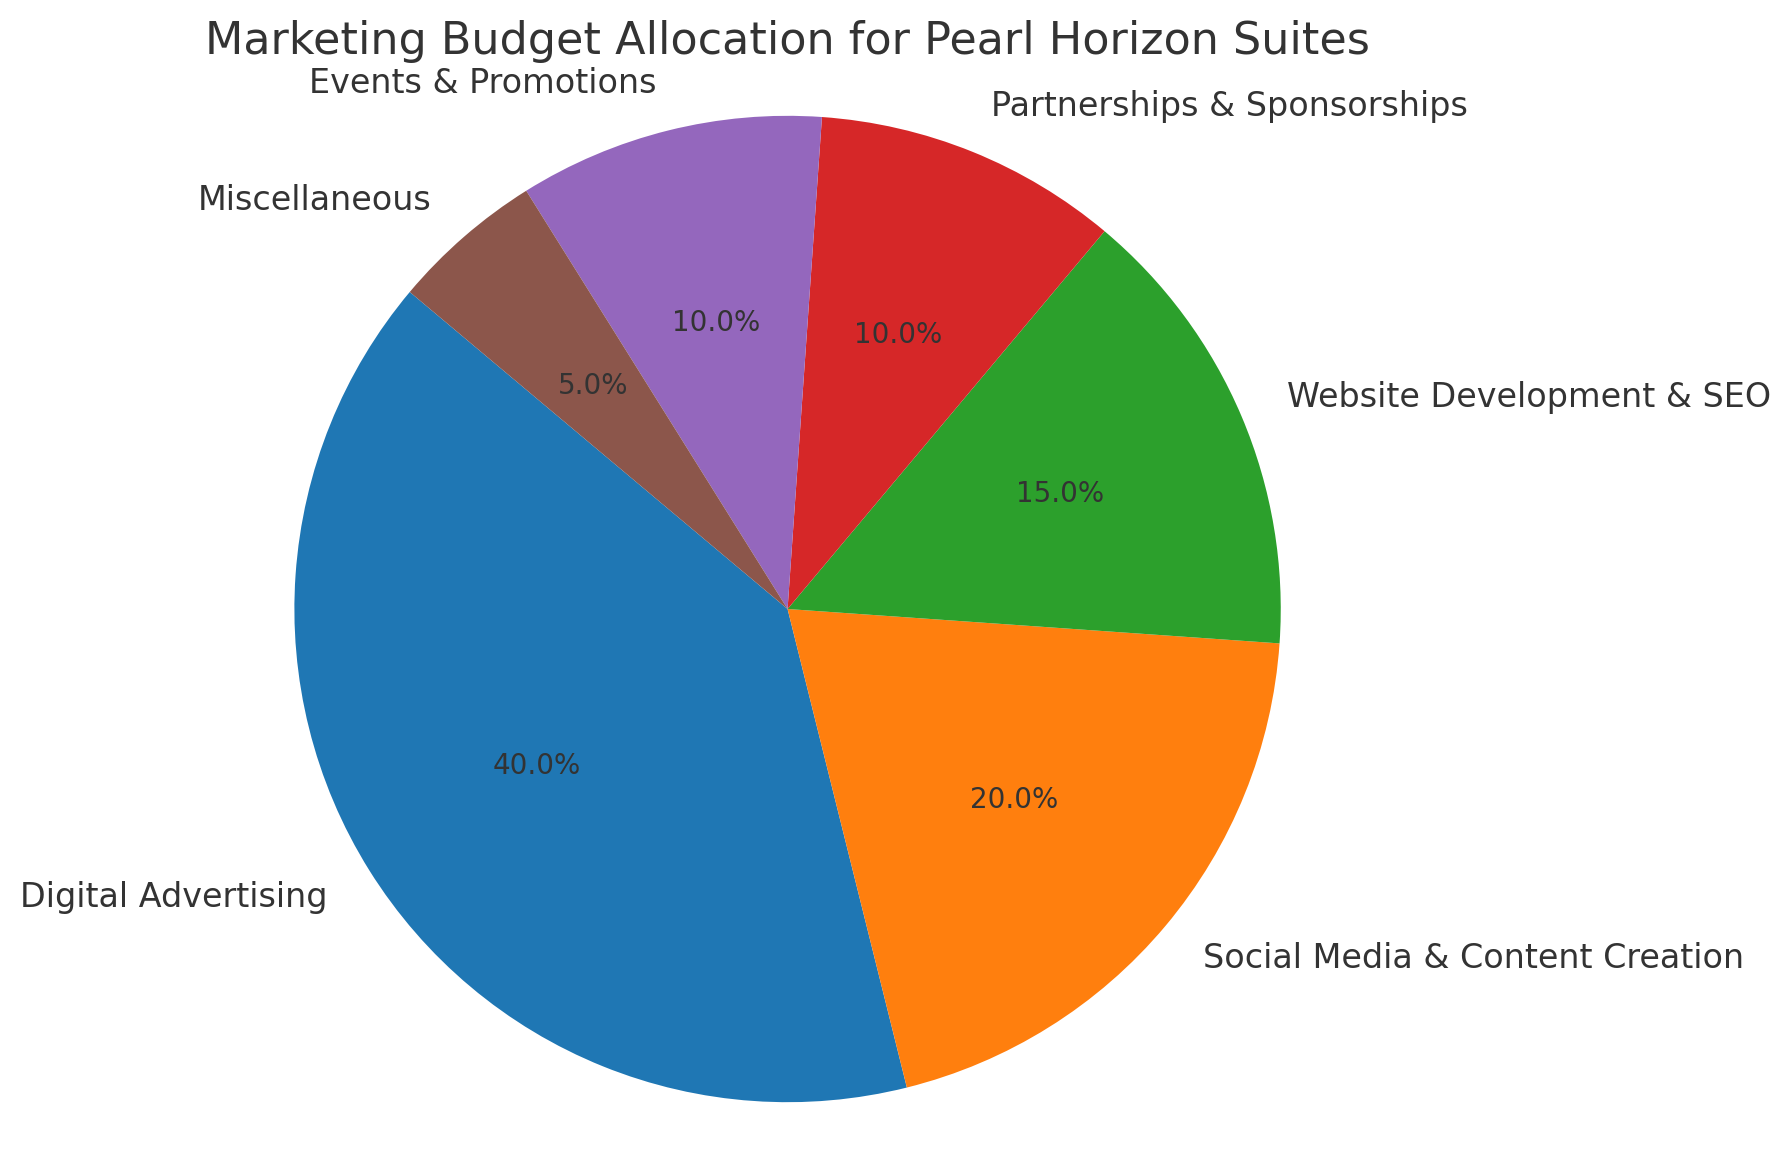 Marketing Budget Allocation for Pearl Horizon Suites
Events & Promotions
Partnerships & Sponsorships
Miscellaneous
10.0%
10.0%
5.0%
Website Development & SEO
15.0%
40.0%
20.0%
Digital Advertising
Social Media & Content Creation